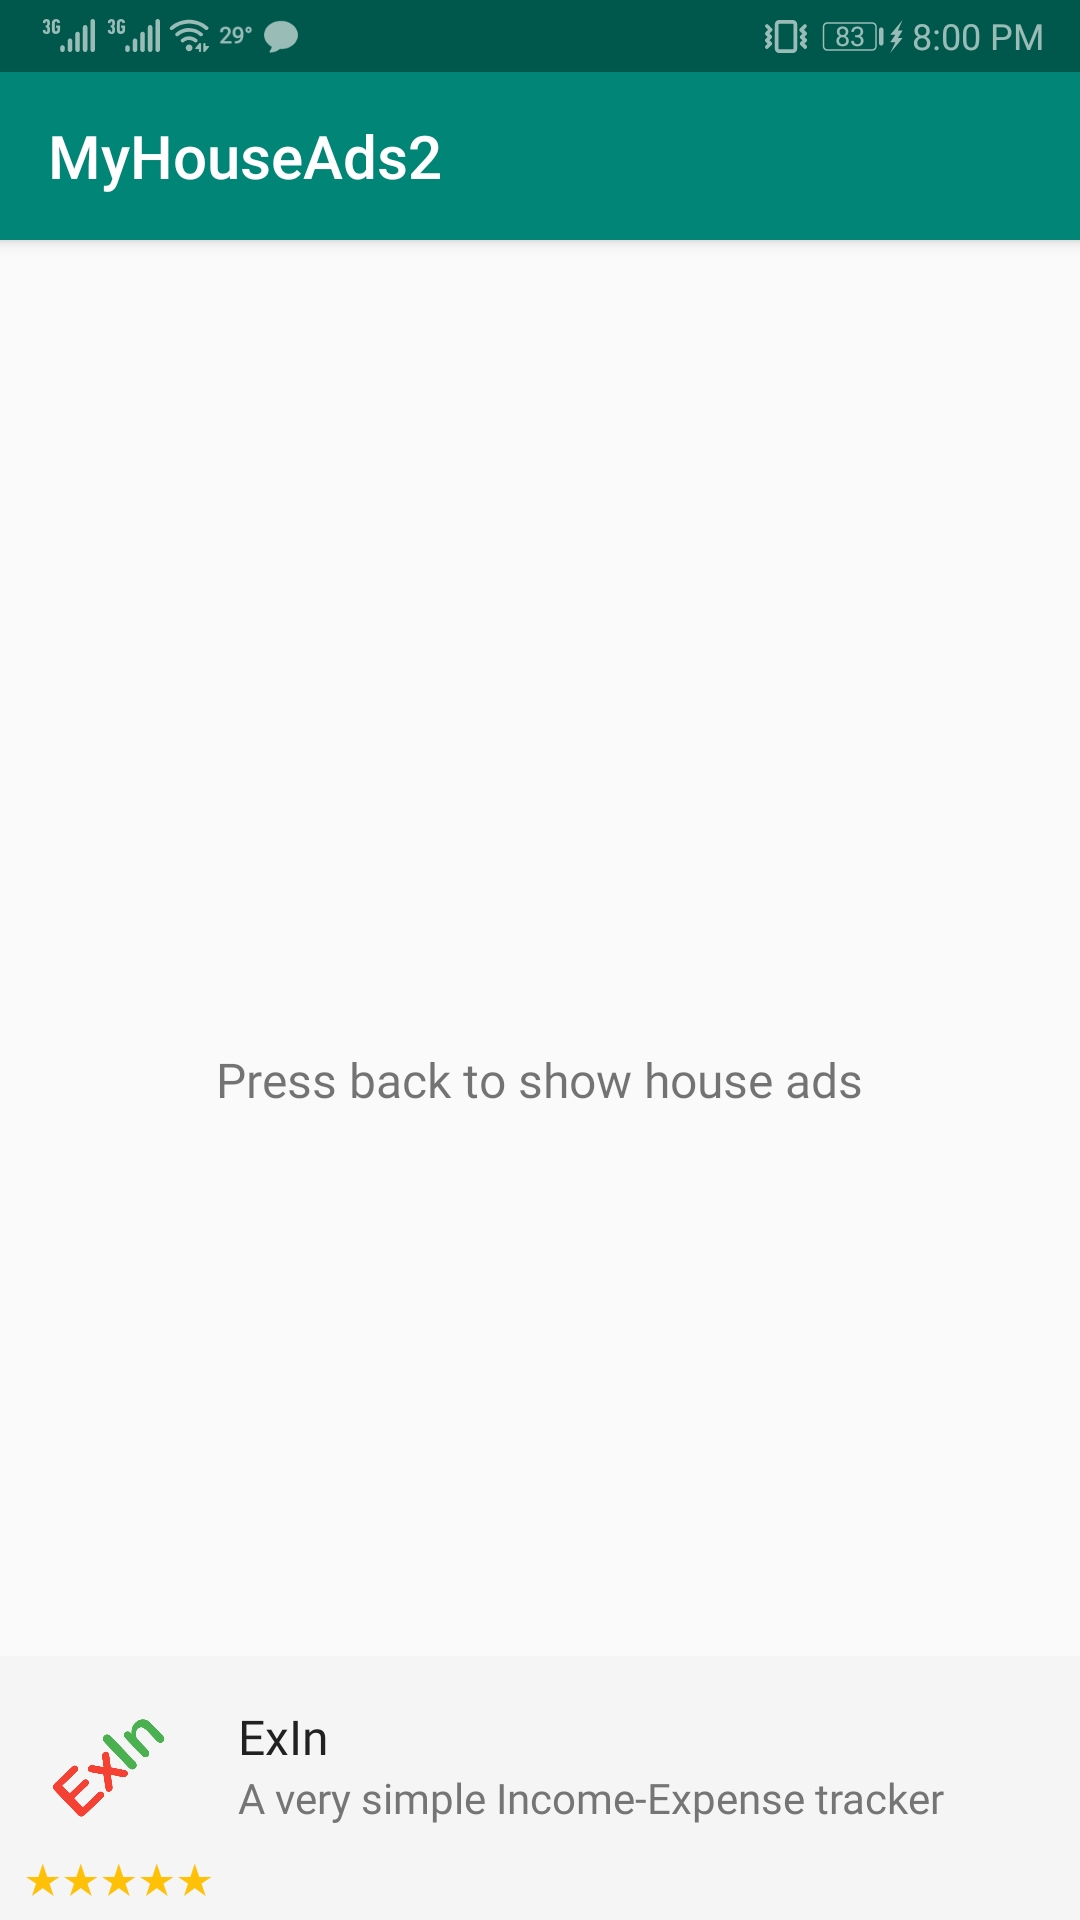 3G 3G 29° 83 8:00 PM
MyHouseAds2
Press back to show house ads
ExIn
ExIn
A very simple Income-Expense tracker